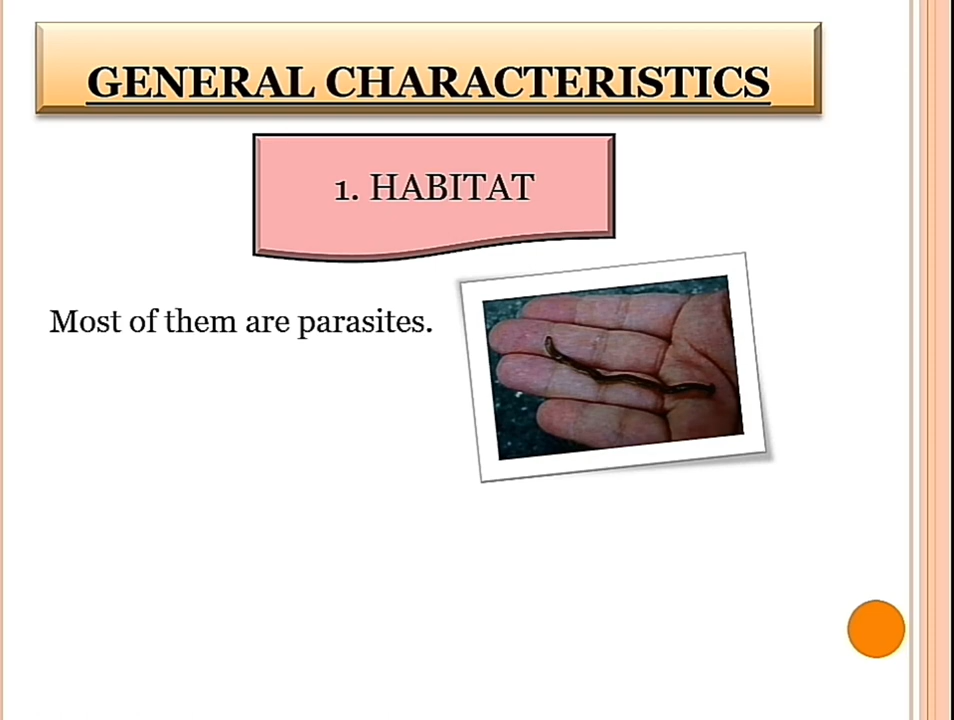 GENERAL CHARACTERISTICS
1. HABITAT
Most of them are parasites.